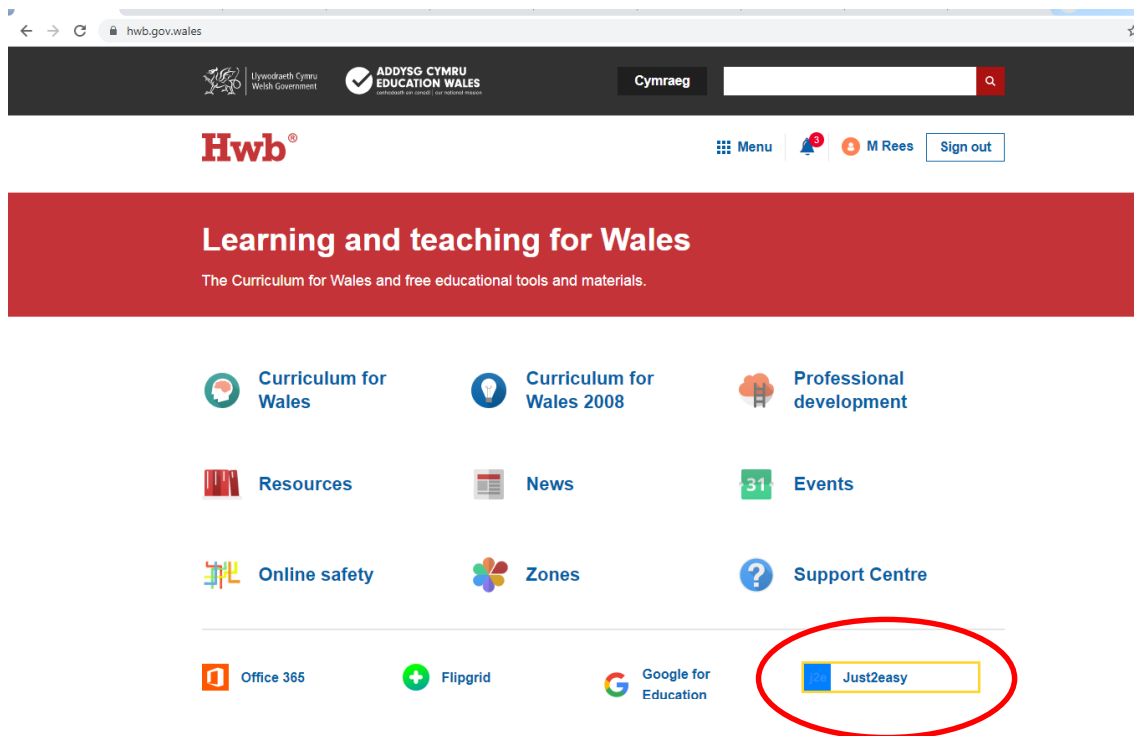 hwb.gov.wales
Llywodraeth Cymru
Welsh Government
ADDYSG CYMRU
EDUCATION WALES
Cymraeg
Hwb®
Menu
3
M Rees
Sign out
Learning and teaching for Wales
The Curriculum for Wales and free educational tools and materials.
Curriculum for
Wales
Curriculum for
Wales 2008
Professional
development
Resources
News
31
Events
Online safety
Zones
?
Support Centre
Office 365
Flipgrid
G
Google for
Education
j2e
Just2easy